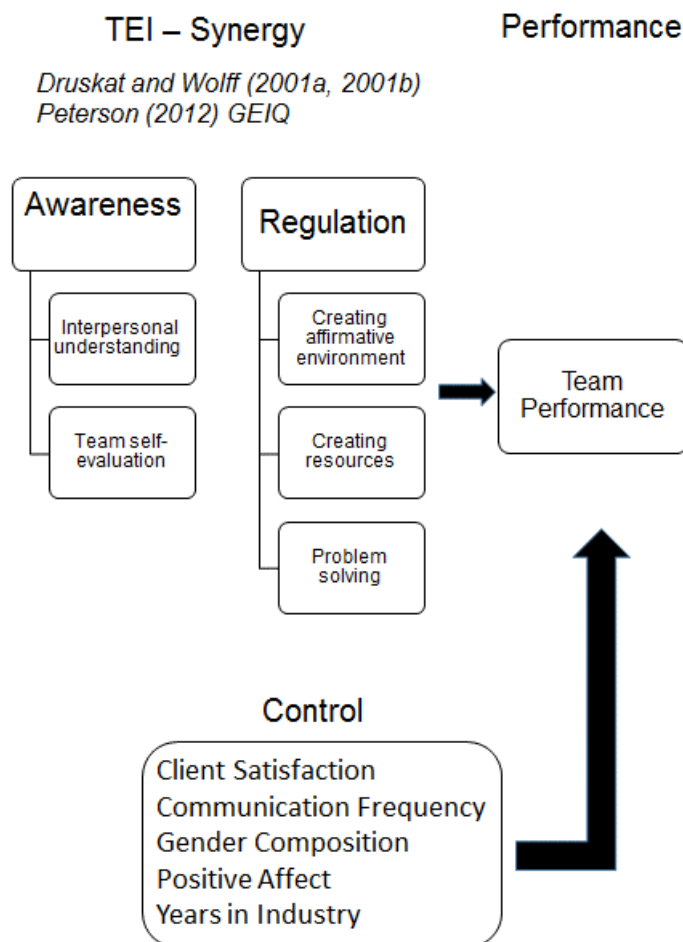 TEI – Synergy
Performance
Druskat and Wolff (2001a, 2001b)
Peterson (2012) GEIQ
Awareness
Interpersonal
understanding
Team self-
evaluation
Regulation
Creating
affirmative
environment
Creating
resources
Problem
solving
Team
Performance
Control
Client Satisfaction
Communication Frequency
Gender Composition
Positive Affect
Years in Industry